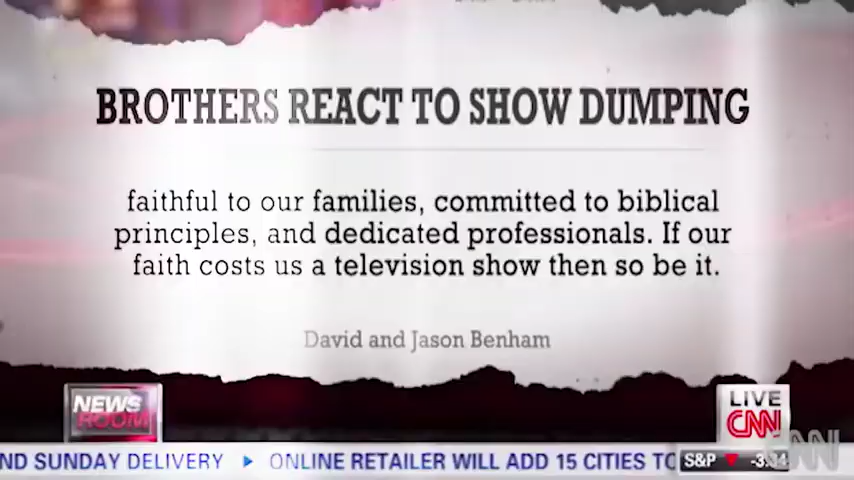 BROTHERS REACT TO SHOW DUMPING
faithful to our families, committed to biblical
principles, and dedicated professionals. If our
faith costs us a television show then so be it.
David and Jason Benham
NEWS
ROOM
LIVE
CNN
ND SUNDAY DELIVERY ▶ ONLINE RETAILER WILL ADD 15 CITIES TO
S&P ▼
CNN